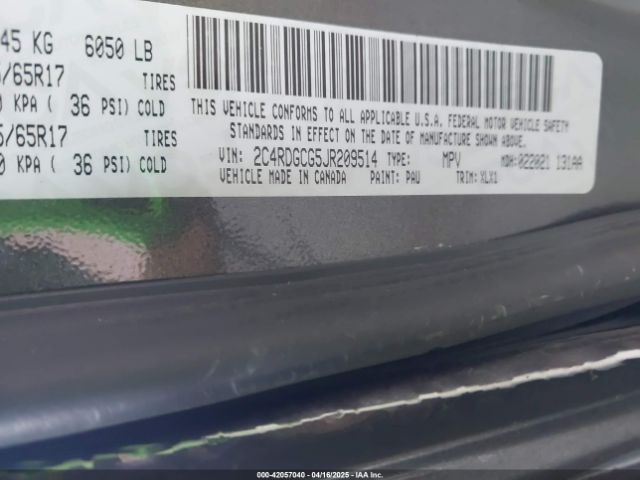 45 KG 6050 LB
/65R17 TIRES
KPA ( 36 PSI) COLD
/65R17 TIRES
0 KPA ( 36 PSI) COLD
THIS VEHICLE CONFORMS TO ALL APPLICABLE U.S.A. FEDERAL MOTOR VEHICLE SAFETY
STANDARDS IN EFFECT ON THE DATE OF MANUFACTURE SHOWN ABOVE.
VIN: 2C4RDGCG5JR209514 TYPE: MPV MDH: 022021 131AA
VEHICLE MADE IN CANADA PAINT: PAU TRIM: XLX1
000-42057040 - 04/16/2025 - IAA Inc.